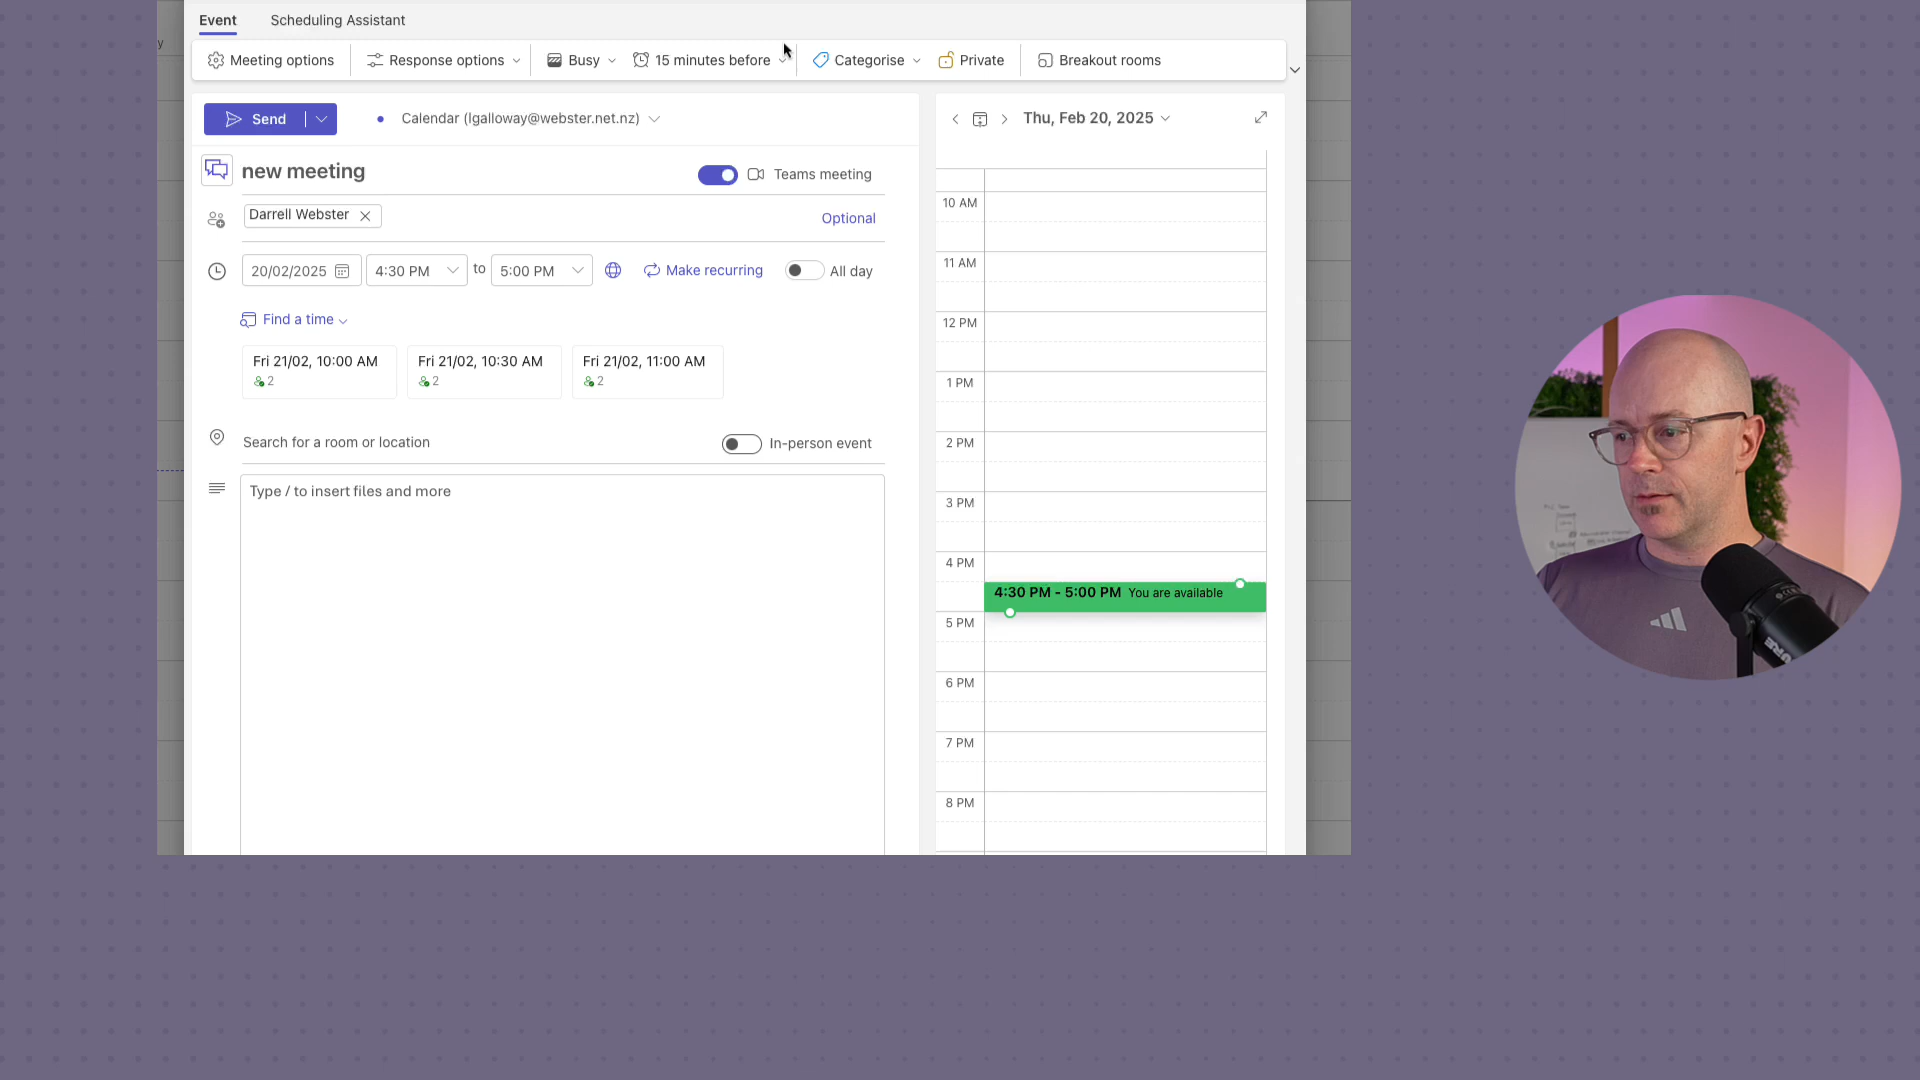 Event Scheduling Assistant
y
Meeting options Response options Busy 15 minutes before Categorise Private Breakout rooms
Send Calendar (lgalloway@webster.net.nz) Thu, Feb 20, 2025
new meeting Teams meeting
Darrell Webster Optional
20/02/2025 4:30 PM to 5:00 PM Make recurring All day
Find a time
Fri 21/02, 10:00 AM Fri 21/02, 10:30 AM Fri 21/02, 11:00 AM
2 2 2
Search for a room or location In-person event
Type / to insert files and more
10 AM
11 AM
12 PM
1 PM
2 PM
3 PM
4 PM
4:30 PM - 5:00 PM You are available
5 PM
6 PM
7 PM
8 PM